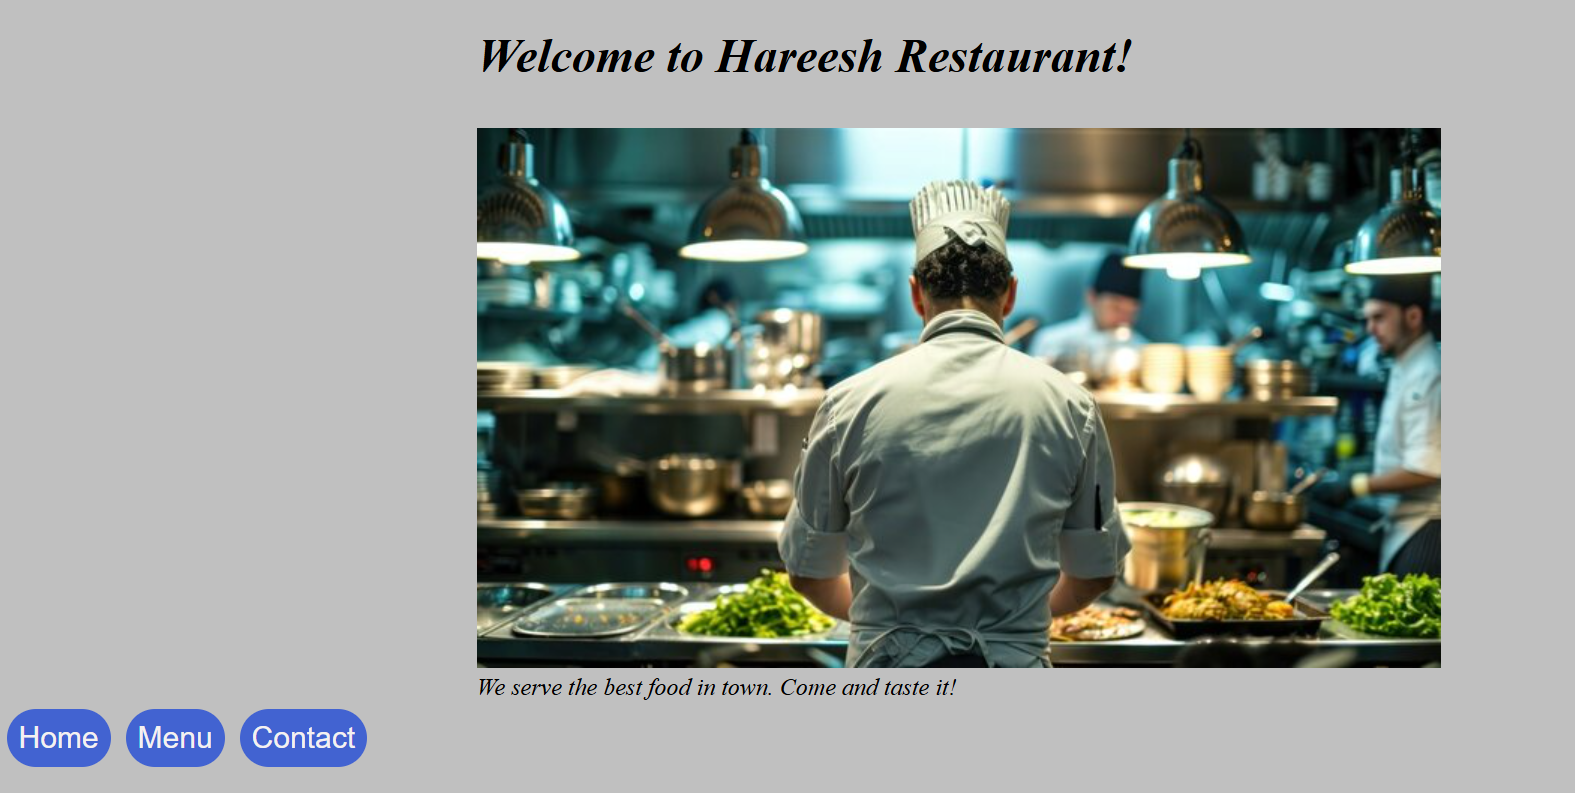 Welcome to Hareesh Restaurant!
We serve the best food in town. Come and taste it!
Home
Menu
Contact